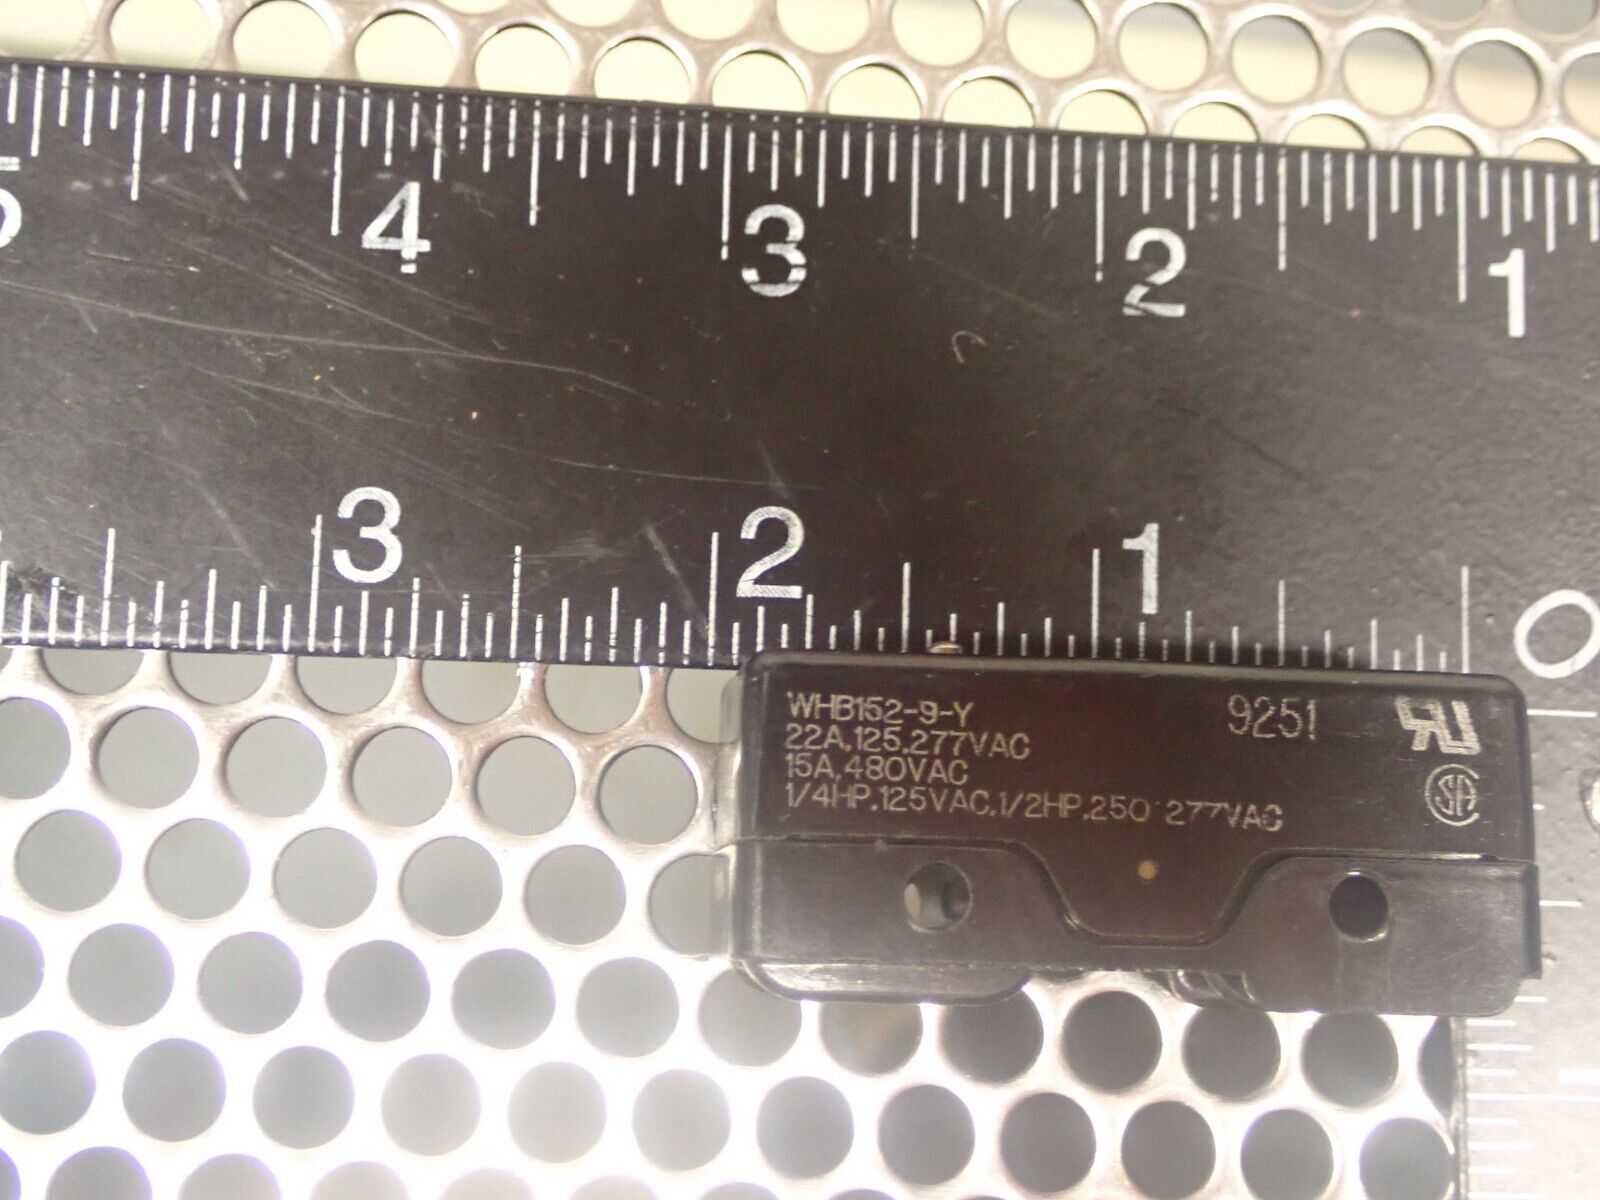 5 4 3 2 1
3 2 1 0
WHB152-9-Y
9251
22A,125,277VAC
15A,480VAC
1/4HP,125VAC,1/2HP,250 277VAC